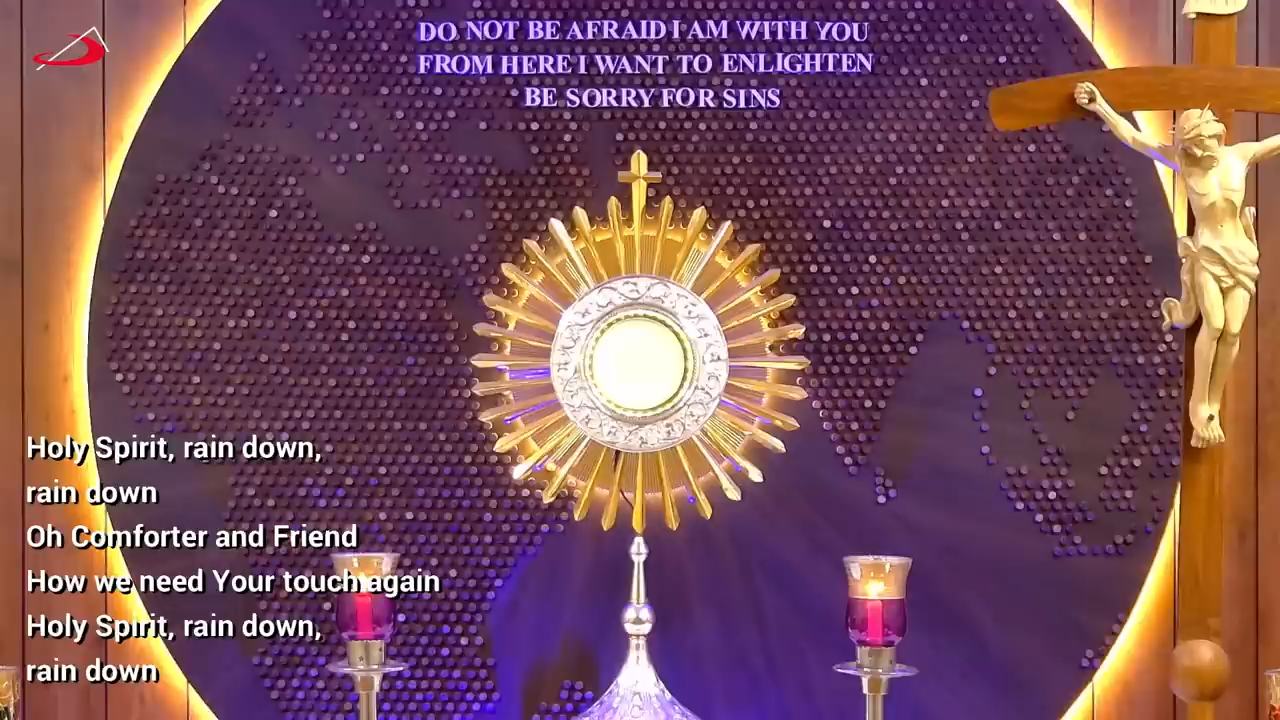 DO NOT BE AFRAID I AM WITH YOU
FROM HERE I WANT TO ENLIGHTEN
BE SORRY FOR SINS
Holy Spirit, rain down,
rain down
Oh Comforter and Friend
How we need Your touch again
Holy Spirit, rain down,
rain down